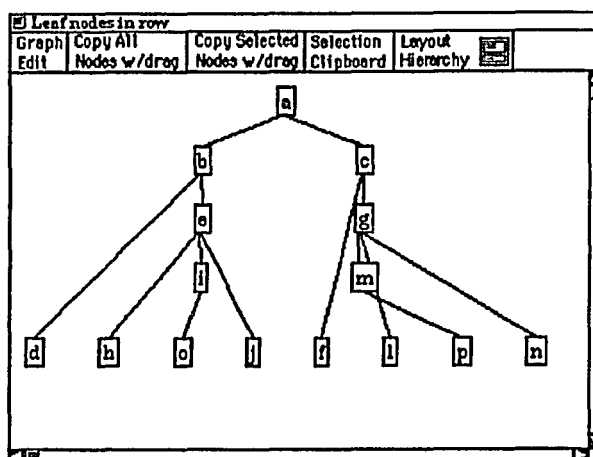 Leaf nodes in row
Graph Copy All Copy Selected Selection Layout
Edit Nodes w/drag Nodes w/drag Clipboard Hierarchy
a
b c
e g
i m
d h o j f l p n